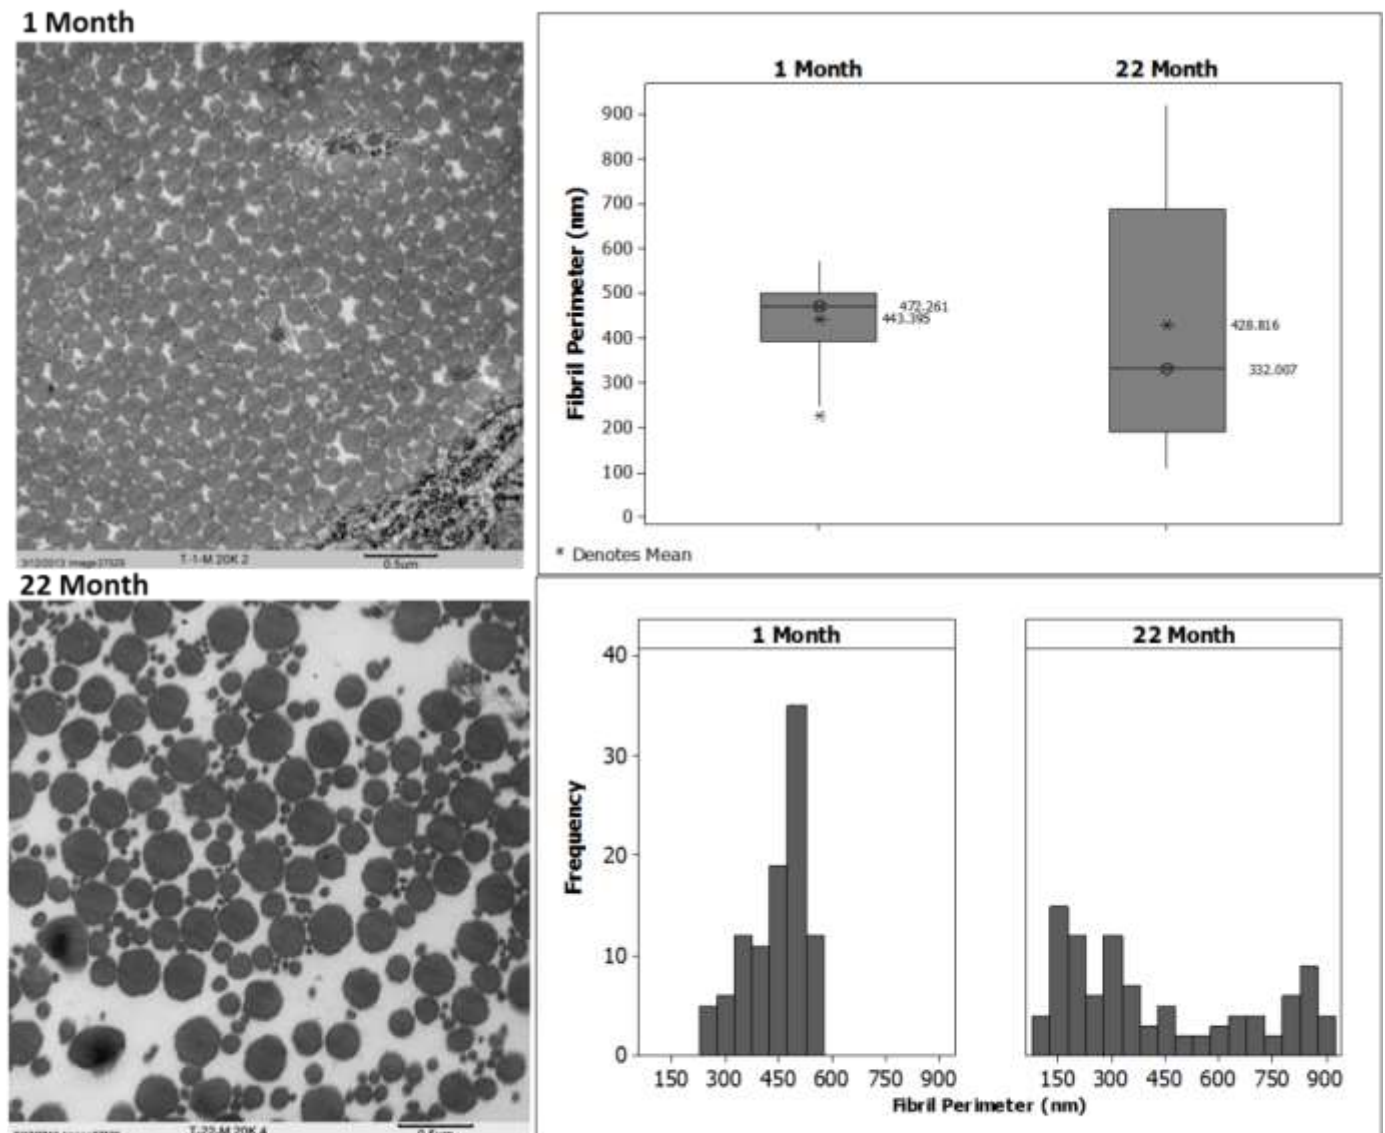 1 Month
T-1-M 20K 2
0.5um
22 Month
1 Month 22 Month
Fibril Perimeter (nm)
900
800
700
600
500
400
300
200
100
0
472.261
443.395
428.816
332.007
* Denotes Mean
1 Month 22 Month
Frequency
40
30
20
10
0
150 300 450 600 750 900 150 300 450 600 750 900
Fibril Perimeter (nm)